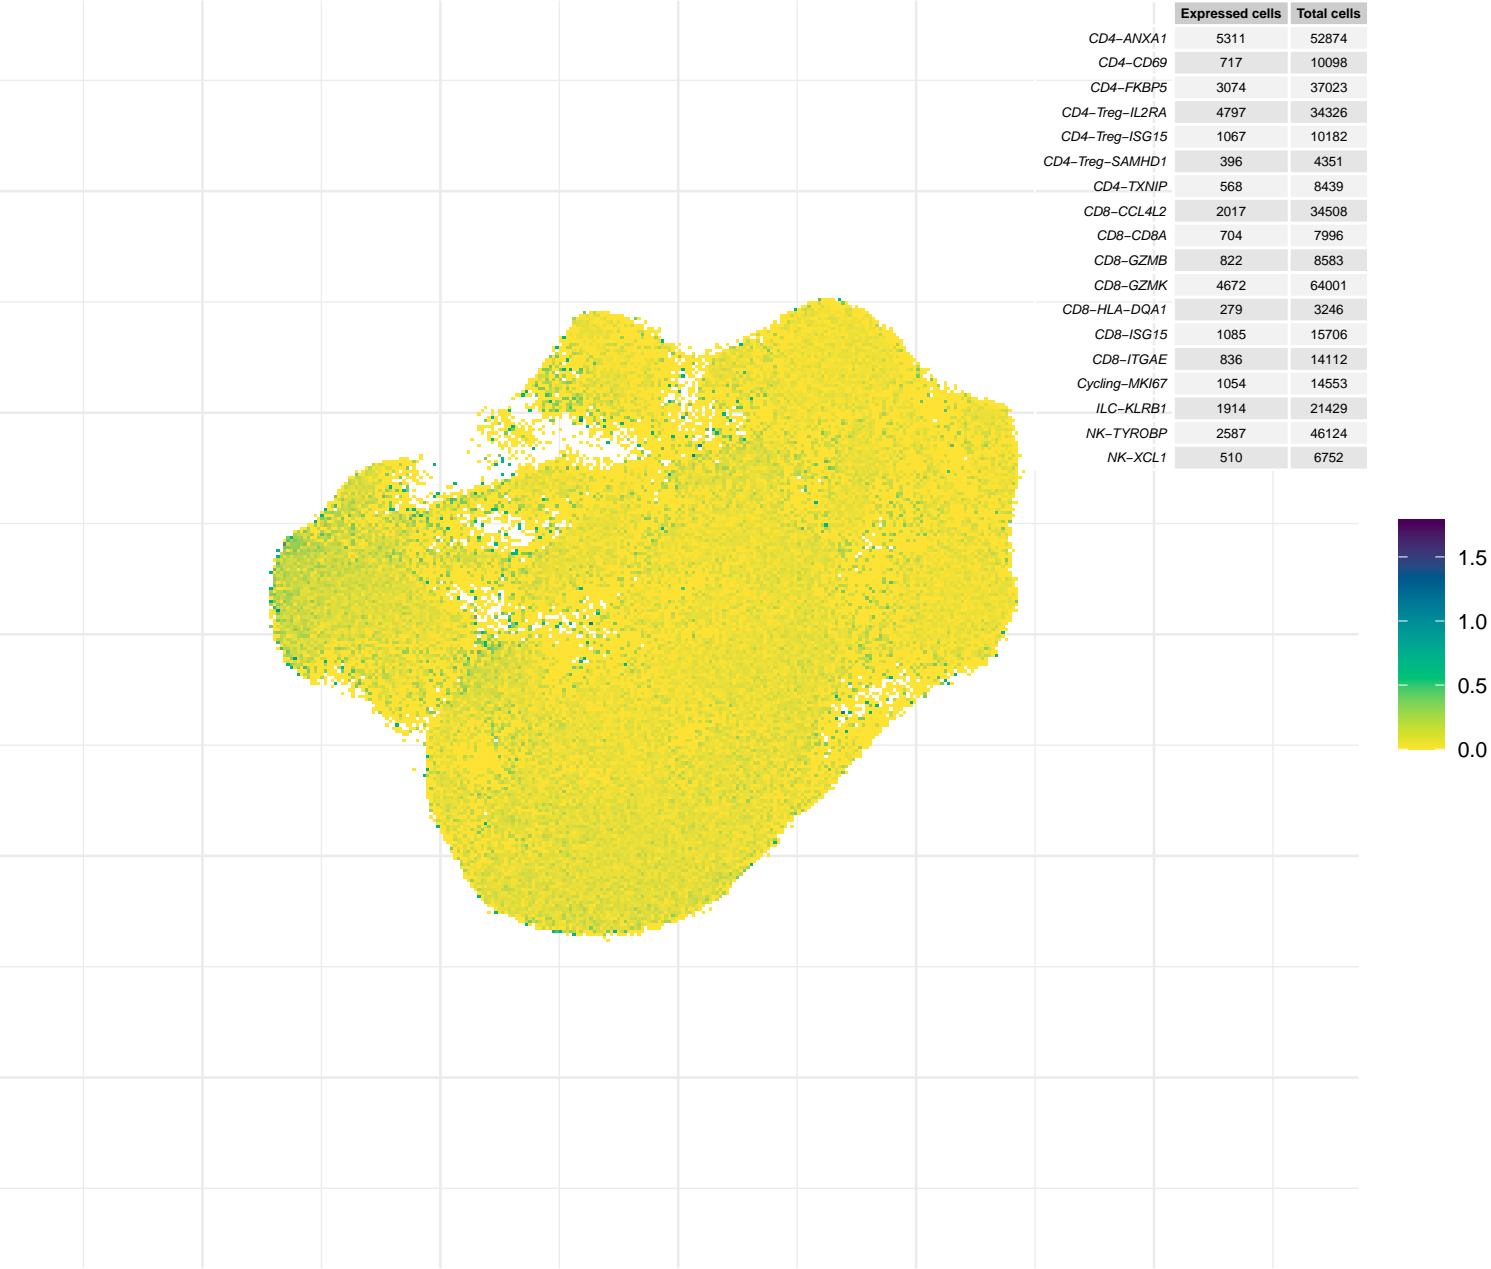 Expressed cells Total cells
CD4−ANXA1 5311 52874
CD4−CD69 717 10098
CD4−FKBP5 3074 37023
CD4−Treg−IL2RA 4797 34326
CD4−Treg−ISG15 1067 10182
CD4−Treg−SAMHD1 396 4351
CD4−TXNIP 568 8439
CD8−CCL4L2 2017 34508
CD8−CD8A 704 7996
CD8−GZMB 822 8583
CD8−GZMK 4672 64001
CD8−HLA−DQA1 279 3246
CD8−ISG15 1085 15706
CD8−ITGAE 836 14112
Cycling−MKI67 1054 14553
ILC−KLRB1 1914 21429
NK−TYROBP 2587 46124
NK−XCL1 510 6752
1.5
1.0
0.5
0.0